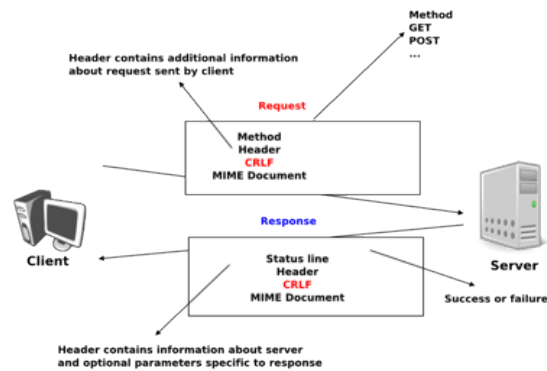 Method
GET
POST
...
Header contains additional information
about request sent by client
Request
Method
Header
CRLF
MIME Document
Response
Client
Server
Status line
Header
CRLF
MIME Document
Success or failure
Header contains information about server
and optional parameters specific to response